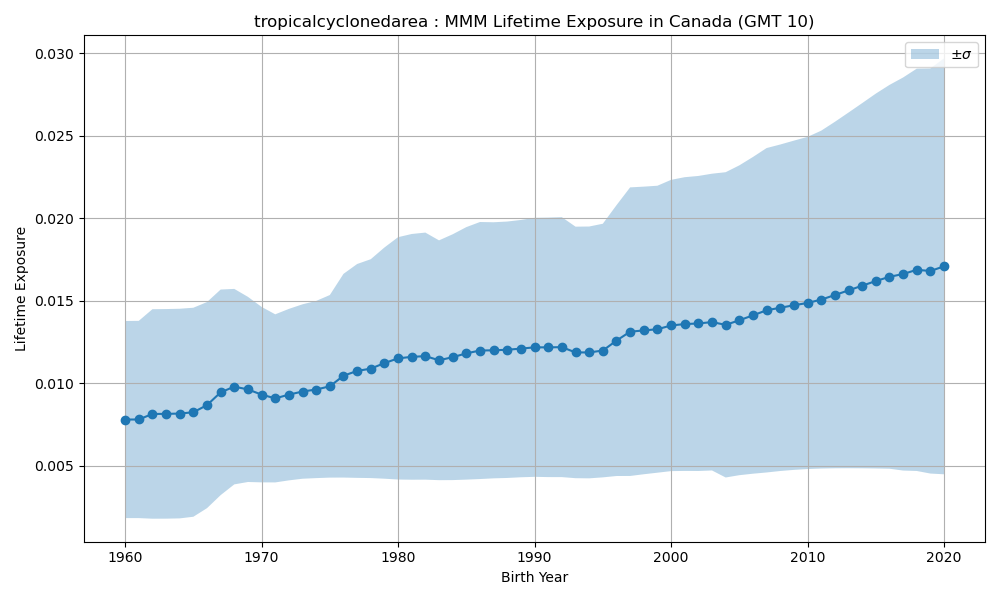 tropicalcyclonedarea : MMM Lifetime Exposure in Canada (GMT 10)
±σ
0.030
0.025
0.020
0.015
0.010
0.005
Lifetime Exposure
1960 1970 1980 1990 2000 2010 2020
Birth Year